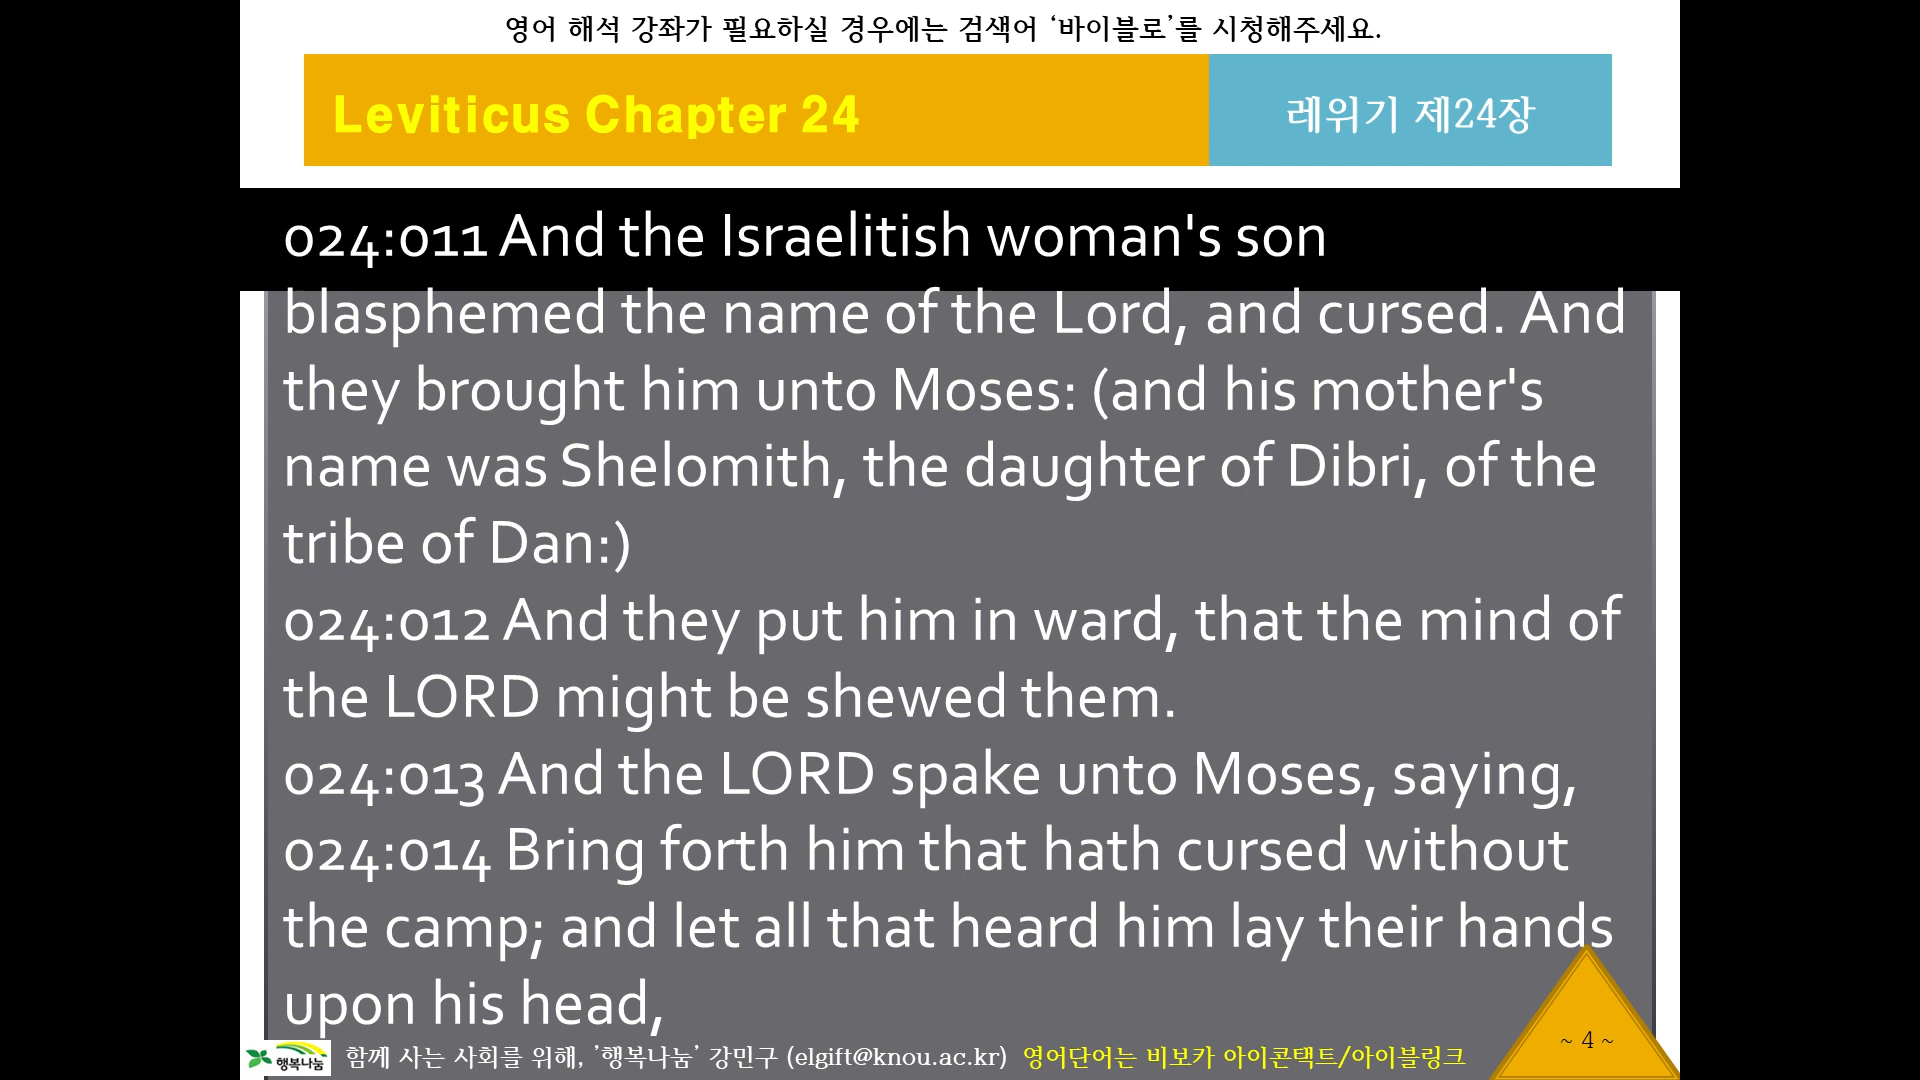 영어 해석 강좌가 필요하실 경우에는 검색어 ‘바이블로’를 시청해주세요.
Leviticus Chapter 24
레위기 제24장
024:011 And the Israelitish woman's son
blasphemed the name of the Lord, and cursed. And
they brought him unto Moses: (and his mother's
name was Shelomith, the daughter of Dibri, of the
tribe of Dan:)
024:012 And they put him in ward, that the mind of
the LORD might be shewed them.
024:013 And the LORD spake unto Moses, saying,
024:014 Bring forth him that hath cursed without
the camp; and let all that heard him lay their hands
upon his head,
행복나눔 함께 사는 사회를 위해, ’행복나눔’ 강민구 (elgift@knou.ac.kr) 영어단어는 비보카 아이콘택트/아이블링크
~ 4 ~